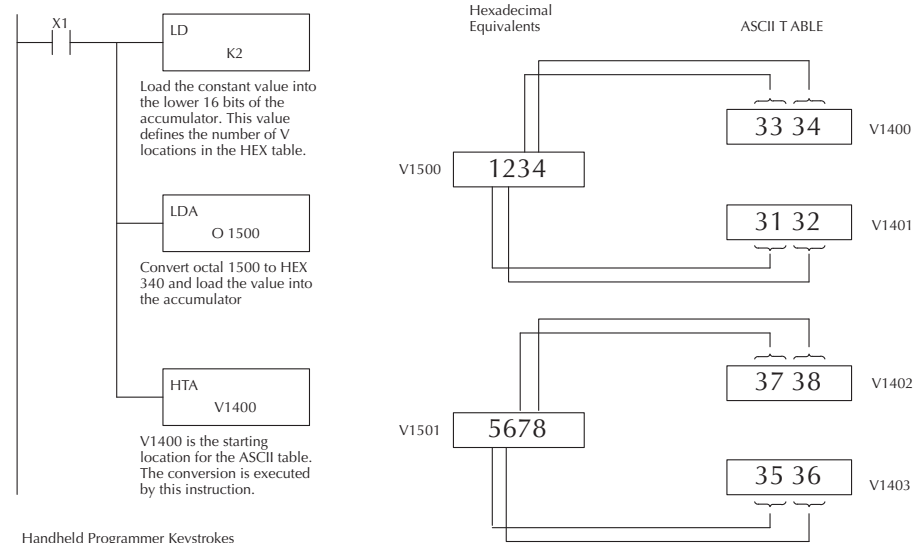 X1
LD
K2
Load the constant value into
the lower 16 bits of the
accumulator. This value
defines the number of V
locations in the HEX table.
LDA
O 1500
Convert octal 1500 to HEX
340 and load the value into
the accumulator
HTA
V1400
V1400 is the starting
location for the ASCII table.
The conversion is executed
by this instruction.
Handheld Programmer Keystrokes
Hexadecimal
Equivalents
ASCII T ABLE
33 34
V1400
V1500
1234
31 32
V1401
37 38
V1402
V1501
5678
35 36
V1403